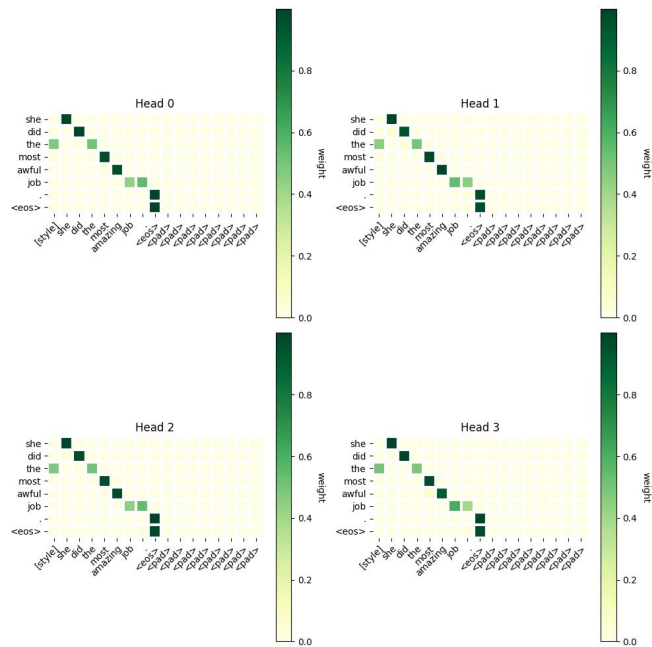 Head 0
she
did
the
most
awful
job
.
<eos>
[style] she did the most amazing job <eos> <pad> <pad> <pad> <pad> <pad> <pad> <pad> <pad>
0.8
0.6
0.4
0.2
0.0
weight
Head 1
she
did
the
most
awful
job
.
<eos>
[style] she did the most amazing job <eos> <pad> <pad> <pad> <pad> <pad> <pad> <pad> <pad>
0.8
0.6
0.4
0.2
0.0
weight
Head 2
she
did
the
most
awful
job
.
<eos>
[style] she did the most amazing job <eos> <pad> <pad> <pad> <pad> <pad> <pad> <pad> <pad>
0.8
0.6
0.4
0.2
0.0
weight
Head 3
she
did
the
most
awful
job
.
<eos>
[style] she did the most amazing job <eos> <pad> <pad> <pad> <pad> <pad> <pad> <pad> <pad>
0.8
0.6
0.4
0.2
0.0
weight